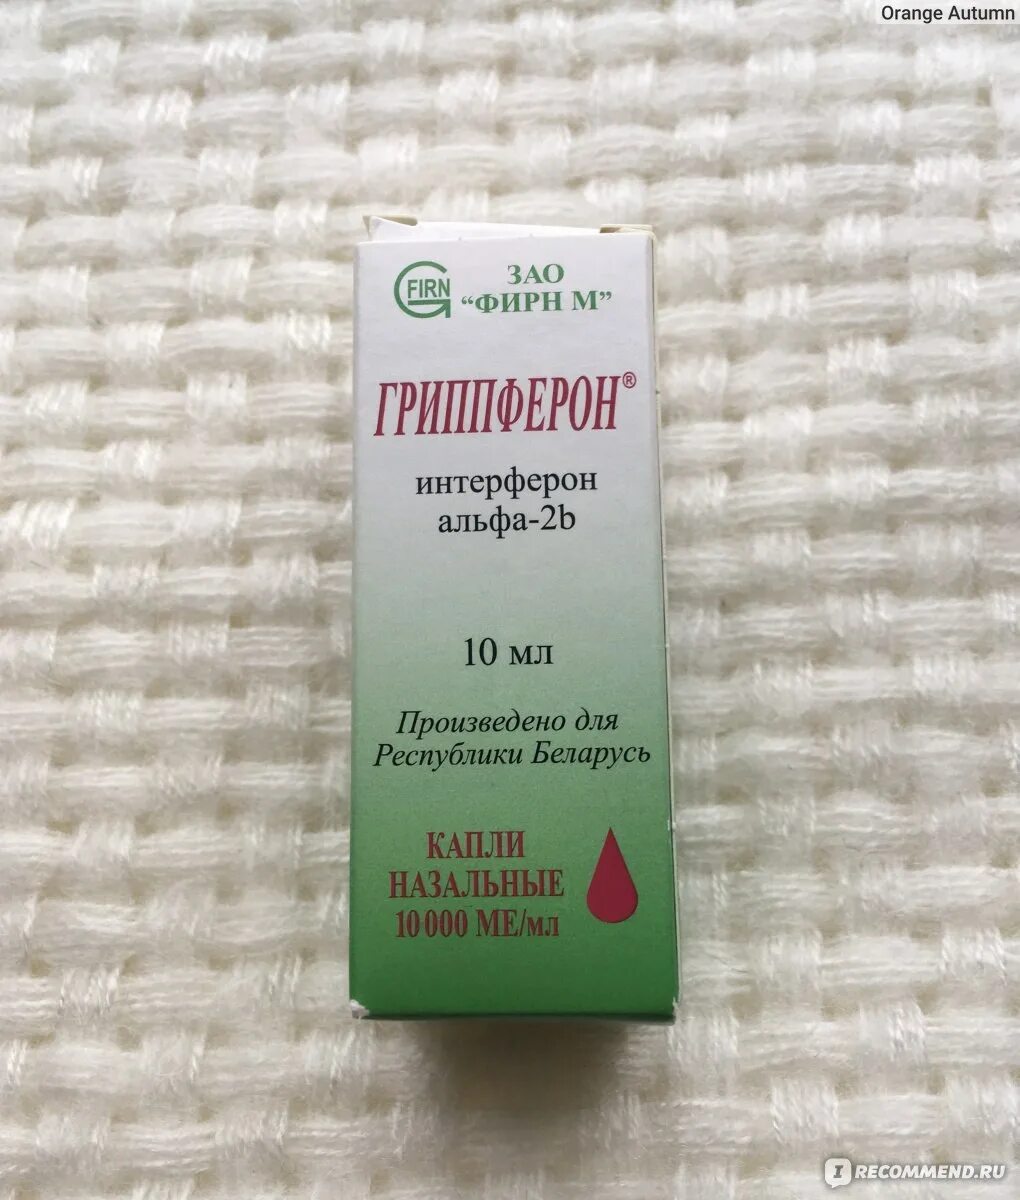 Orange Autumn
FIRN
ЗАО
“ФИРН М”
ГРИППФЕРОН®
интерферон
альфа-2b
10 мл
Произведено для
Республики Беларусь
КАПЛИ
НАЗАЛЬНЫЕ
10 000 МЕ/мл
IRECOMMEND.RU